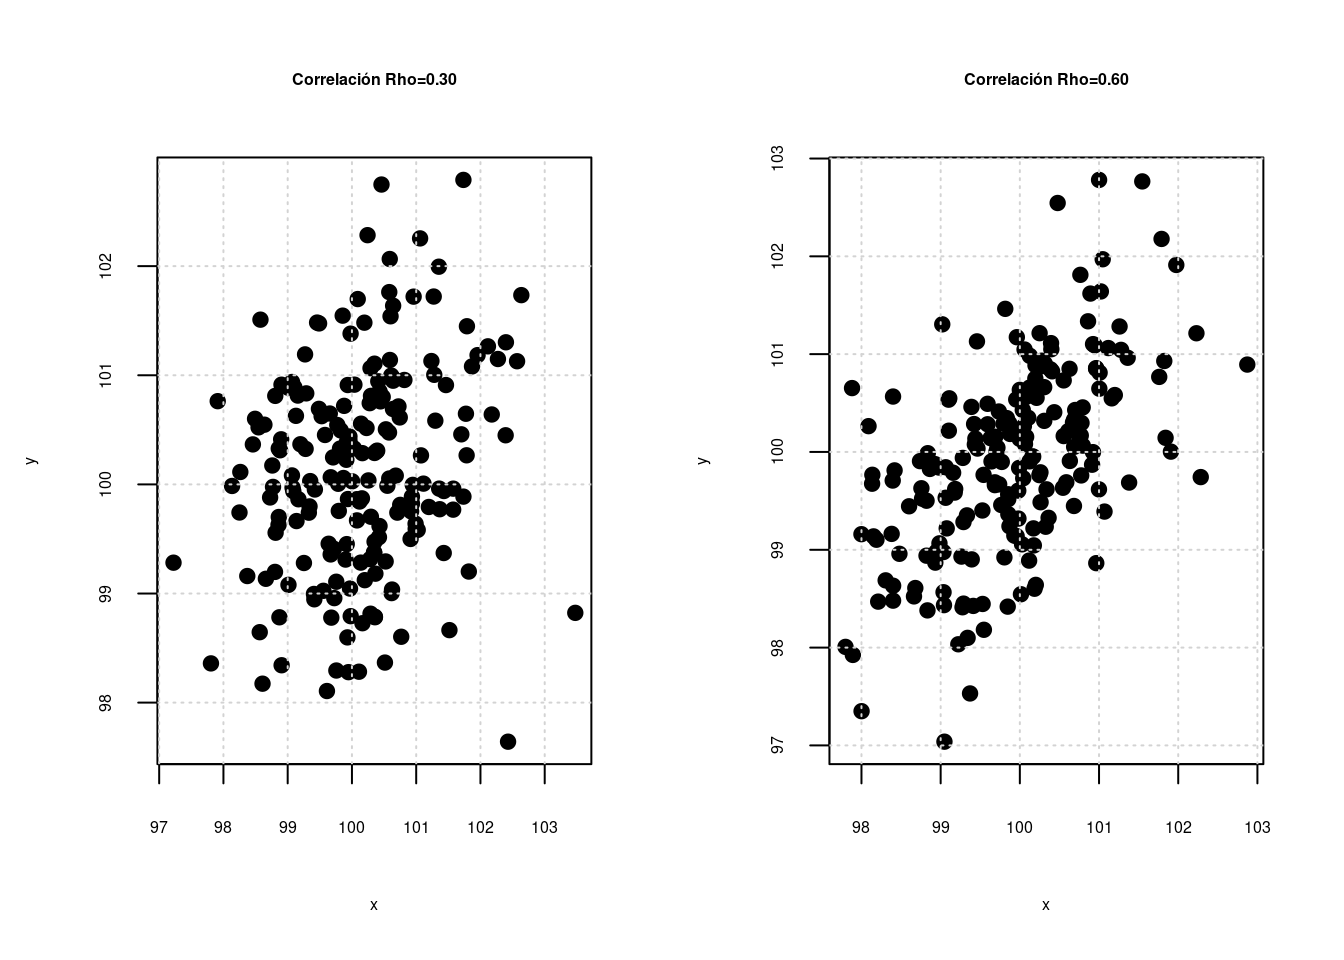 Correlación Rho=0.30
y
102
101
100
99
98
97 98 99 100 101 102 103
x
Correlación Rho=0.60
y
103
102
101
100
99
98
97
98 99 100 101 102 103
x